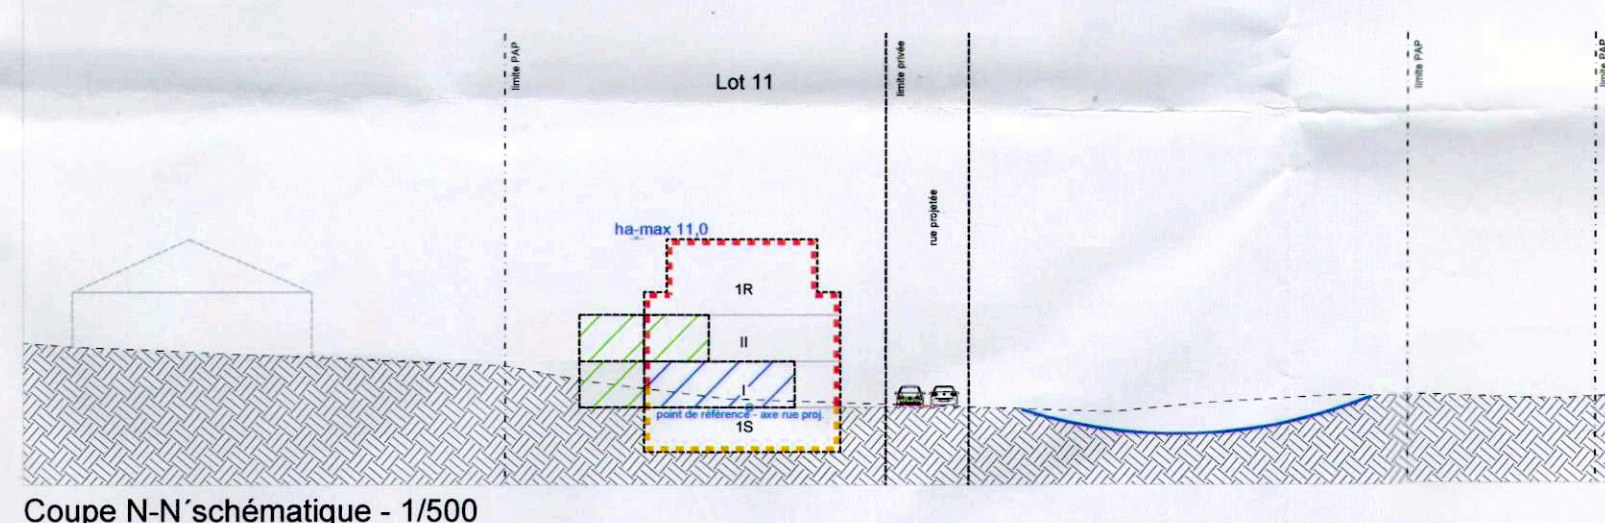 limite PAP
Lot 11
limite privée
limite PAP
limite PAP
rue projetée
ha-max 11,0
1R
II
I
point de référence - axe rue proj.
1S
Coupe N-N´schématique - 1/500